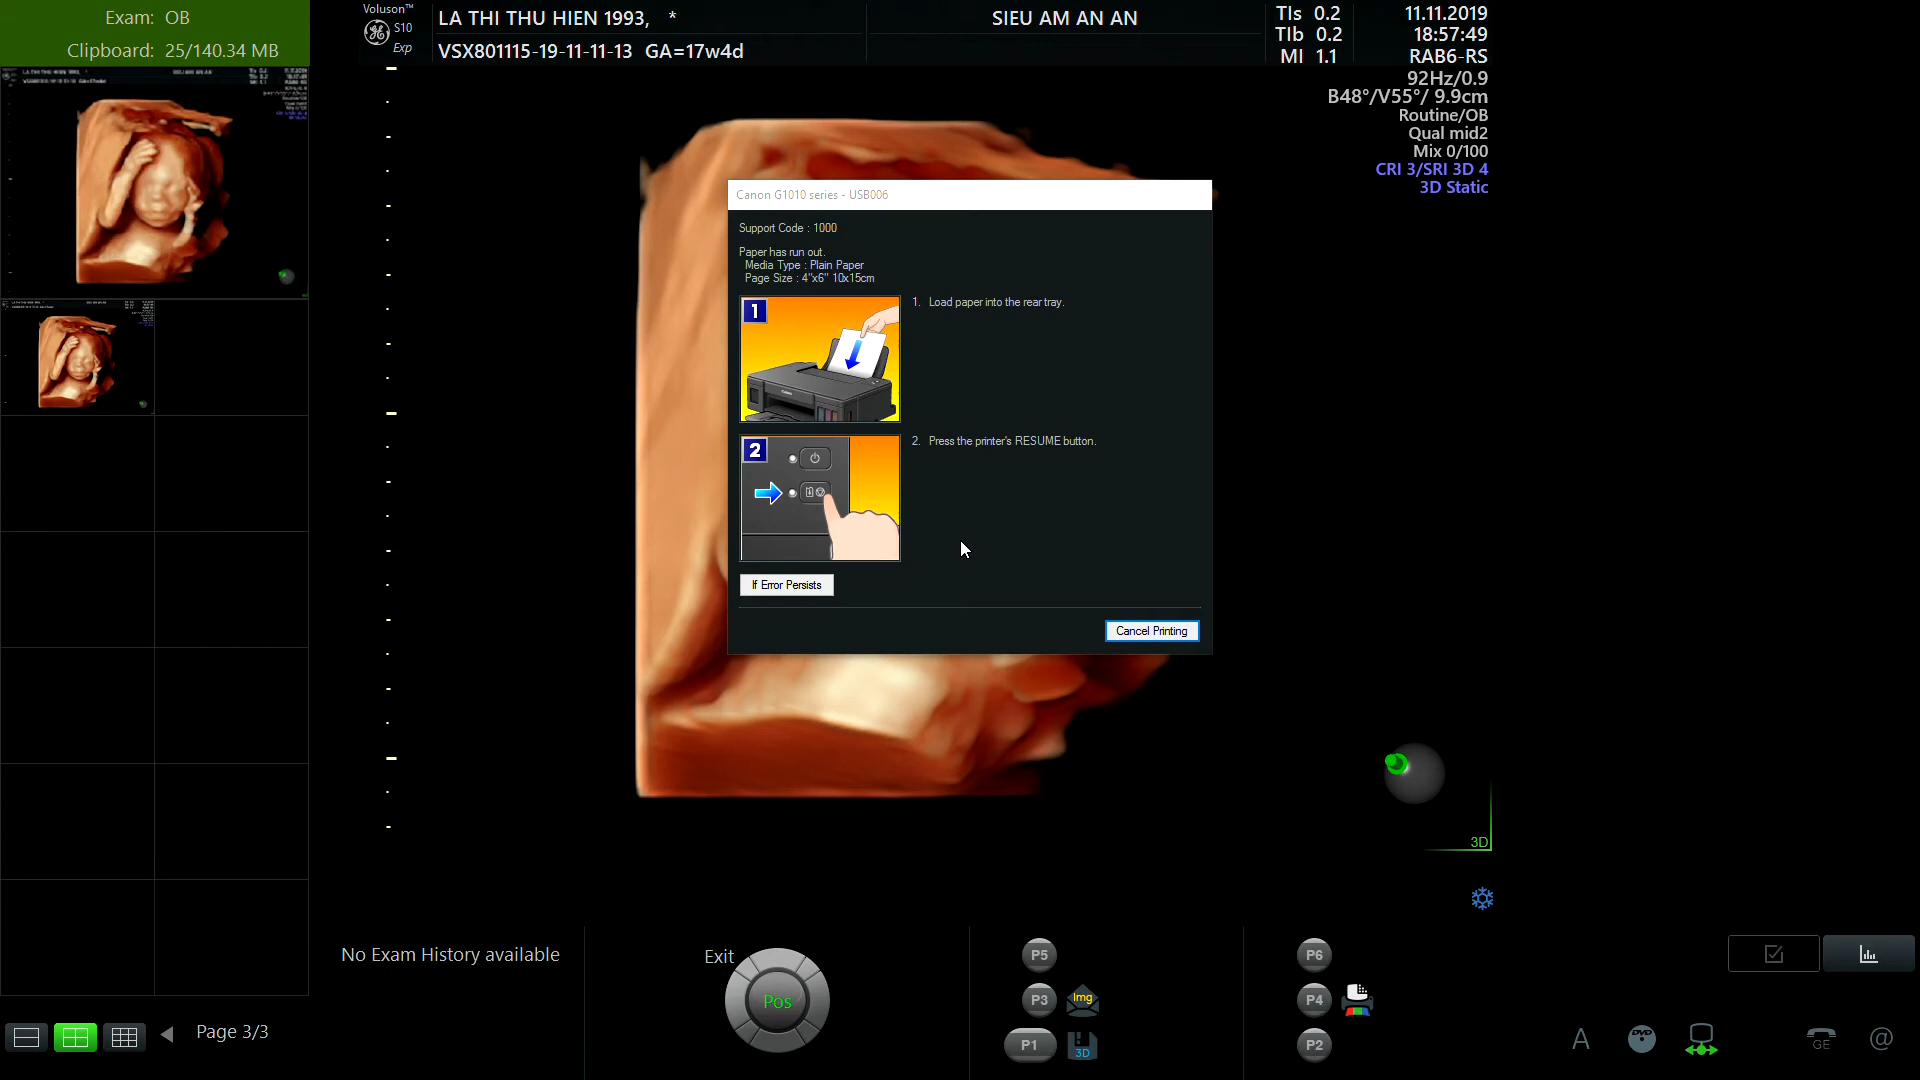 Exam: OB
Clipboard: 25/140.34 MB
Voluson™
S10
Exp
LA THI THU HIEN 1993, *
VSX801115-19-11-11-13 GA=17w4d
SIEU AM AN AN
TIs 0.2
TIb 0.2
MI 1.1
11.11.2019
18:57:49
RAB6-RS
92Hz/0.9
B48°/V55°/ 9.9cm
Routine/OB
Qual mid2
Mix 0/100
CRI 3/SRI 3D 4
3D Static
Canon G1010 series - USB006
Support Code : 1000
Paper has run out.
Media Type : Plain Paper
Page Size : 4"x6" 10x15cm
1
1. Load paper into the rear tray.
2
2. Press the printer's RESUME button.
If Error Persists
Cancel Printing
3D
No Exam History available
Exit
Pos
P5
P3
Img
P1
3D
P6
P4
P2
Page 3/3
A
DVD
GE
@